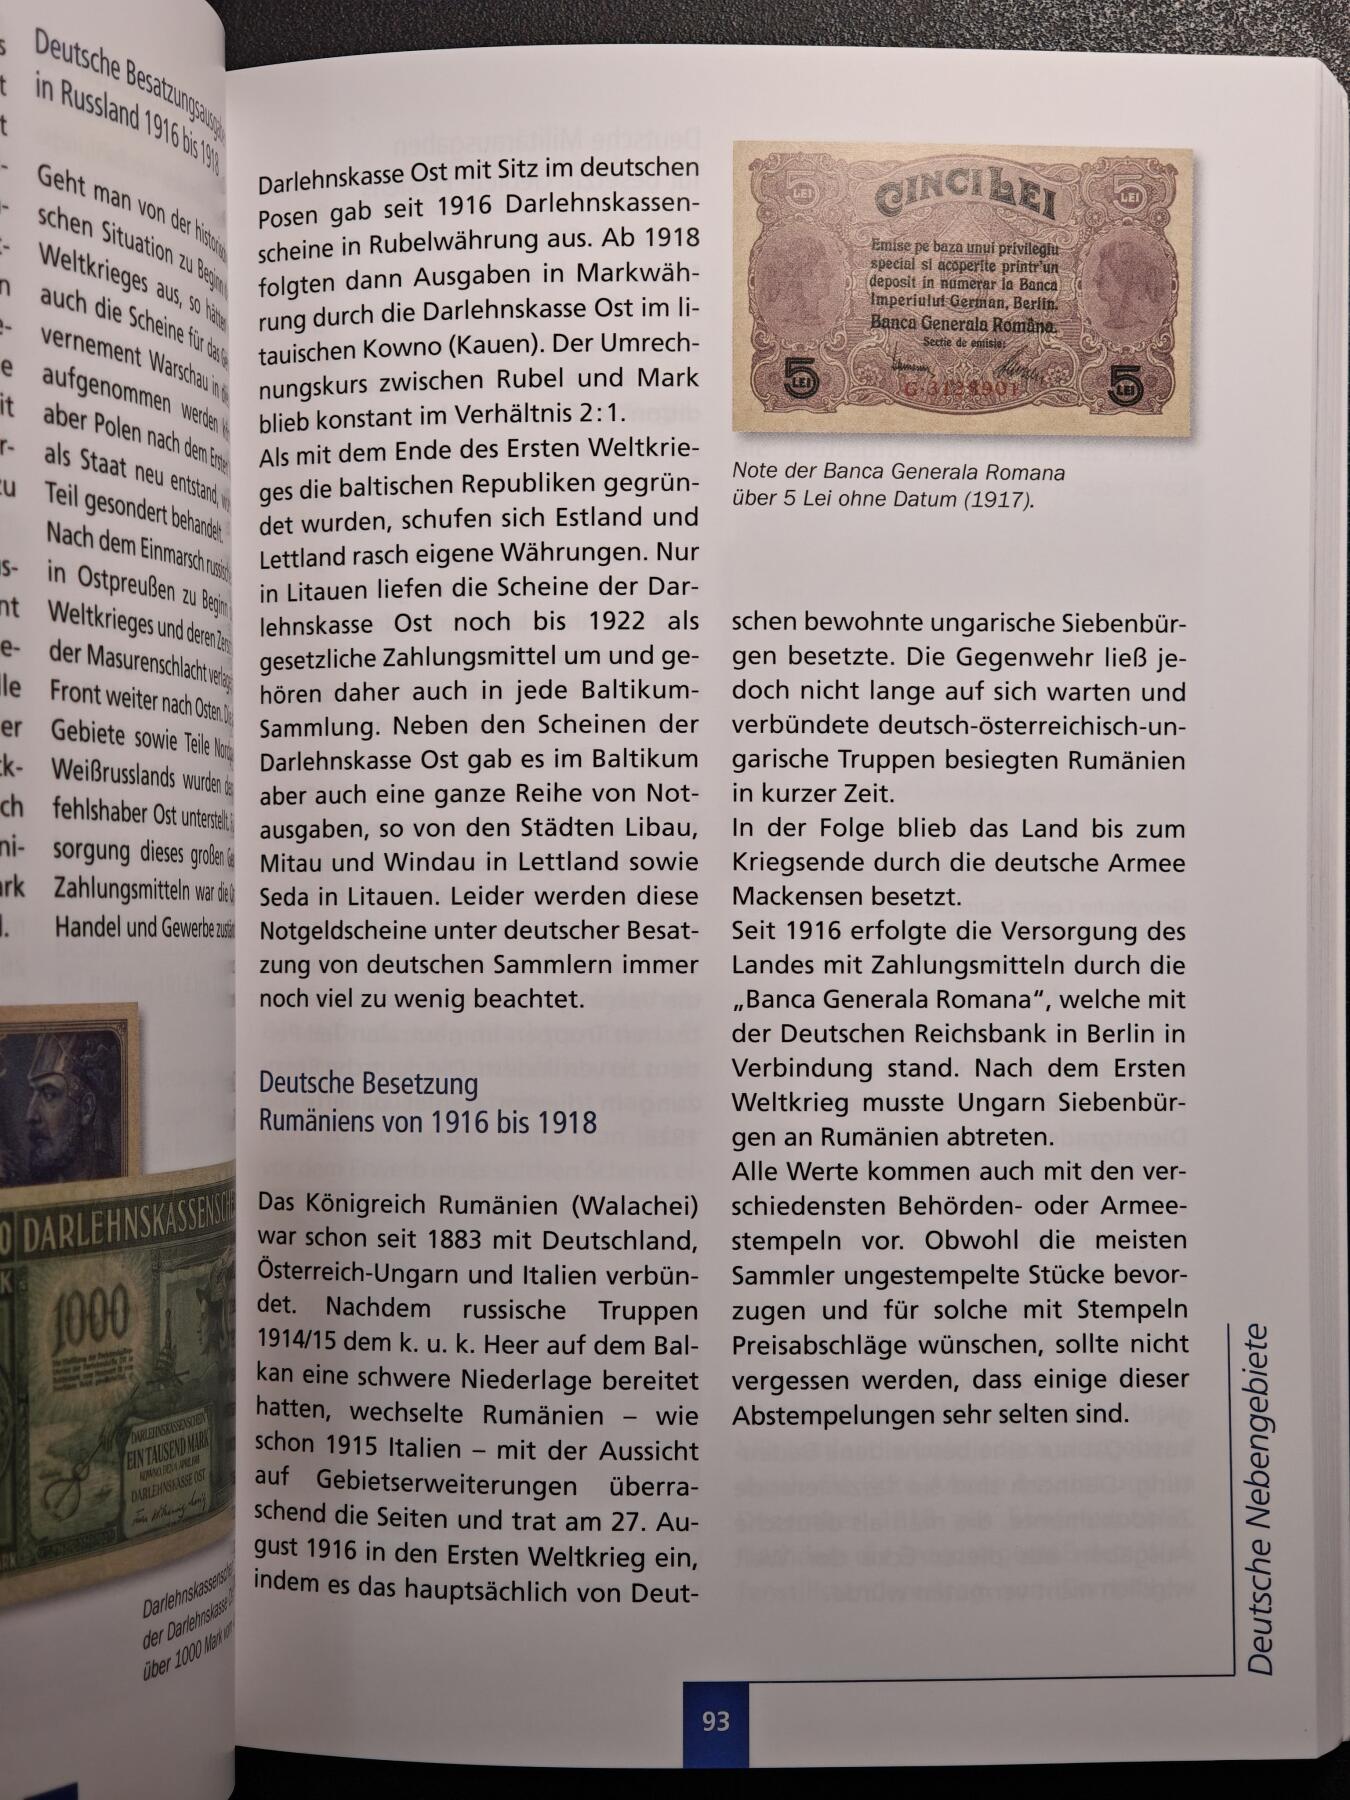 Deutsche Besatzungsausgabe
in Russland 1916 bis 1918
Geht man von der
schen Situation zu Beginn
Weltkrieges aus, so hätten
auch die Scheine für das
vernement Warschau in
aufgenommen werden
aber Polen nach dem Ersten
als Staat neu entstand,
Teil gesondert behandelt.
Nach dem Einmarsch
in Ostpreußen zu Beginn
Weltkrieges und deren
der Masurenschlacht
Front weiter nach Osten.
Gebiete sowie Teile
Weißrusslands wurden
fehlshaber Ost unterstellt.
sorgung dieses großen
Zahlungsmitteln war die
Handel und Gewerbe
DARLEHNSKASSENSCHE
1000
DARLEHNSKASSENSCHEIN
EIN TAUSEND MARK
KOWNO, DEN 4. APRIL 1918
DARLEHNSKASSE OST
Darlehnskassensche
der Darlehnskasse
über 1000 Mark
Darlehnskasse Ost mit Sitz im deutschen
Posen gab seit 1916 Darlehnskassen-
scheine in Rubelwährung aus. Ab 1918
folgten dann Ausgaben in Markwäh-
rung durch die Darlehnskasse Ost im li-
tauischen Kowno (Kauen). Der Umrech-
nungskurs zwischen Rubel und Mark
blieb konstant im Verhältnis 2:1.
Als mit dem Ende des Ersten Weltkrie-
ges die baltischen Republiken gegrün-
det wurden, schufen sich Estland und
Lettland rasch eigene Währungen. Nur
in Litauen liefen die Scheine der Dar-
lehnskasse Ost noch bis 1922 als
gesetzliche Zahlungsmittel um und ge-
hören daher auch in jede Baltikum-
Sammlung. Neben den Scheinen der
Darlehnskasse Ost gab es im Baltikum
aber auch eine ganze Reihe von Not-
ausgaben, so von den Städten Libau,
Mitau und Windau in Lettland sowie
Seda in Litauen. Leider werden diese
Notgeldscheine unter deutscher Besat-
zung von deutschen Sammlern immer
noch viel zu wenig beachtet.
Deutsche Besetzung
Rumäniens von 1916 bis 1918
Das Königreich Rumänien (Walachei)
war schon seit 1883 mit Deutschland,
Österreich-Ungarn und Italien verbün-
det. Nachdem russische Truppen
1914/15 dem k. u. k. Heer auf dem Bal-
kan eine schwere Niederlage bereitet
hatten, wechselte Rumänien – wie
schon 1915 Italien – mit der Aussicht
auf Gebietserweiterungen überra-
schend die Seiten und trat am 27. Au-
gust 1916 in den Ersten Weltkrieg ein,
indem es das hauptsächlich von Deut-
5 LEI
CINCI LEI
5 LEI
Emise pe baza unui privilegiu
special si acoperite printr'un
deposit in numerar la Banca
Imperiului German, Berlin.
Banca Generala Româna.
Sectie de emisie:
5 LEI
G.3128901
5 LEI
Note der Banca Generala Romana
über 5 Lei ohne Datum (1917).
schen bewohnte ungarische Siebenbür-
gen besetzte. Die Gegenwehr ließ je-
doch nicht lange auf sich warten und
verbündete deutsch-österreichisch-un-
garische Truppen besiegten Rumänien
in kurzer Zeit.
In der Folge blieb das Land bis zum
Kriegsende durch die deutsche Armee
Mackensen besetzt.
Seit 1916 erfolgte die Versorgung des
Landes mit Zahlungsmitteln durch die
„Banca Generala Romana“, welche mit
der Deutschen Reichsbank in Berlin in
Verbindung stand. Nach dem Ersten
Weltkrieg musste Ungarn Siebenbür-
gen an Rumänien abtreten.
Alle Werte kommen auch mit den ver-
schiedensten Behörden- oder Armee-
stempeln vor. Obwohl die meisten
Sammler ungestempelte Stücke bevor-
zugen und für solche mit Stempeln
Preisabschläge wünschen, sollte nicht
vergessen werden, dass einige dieser
Abstempelungen sehr selten sind.
Deutsche Nebengebiete
93